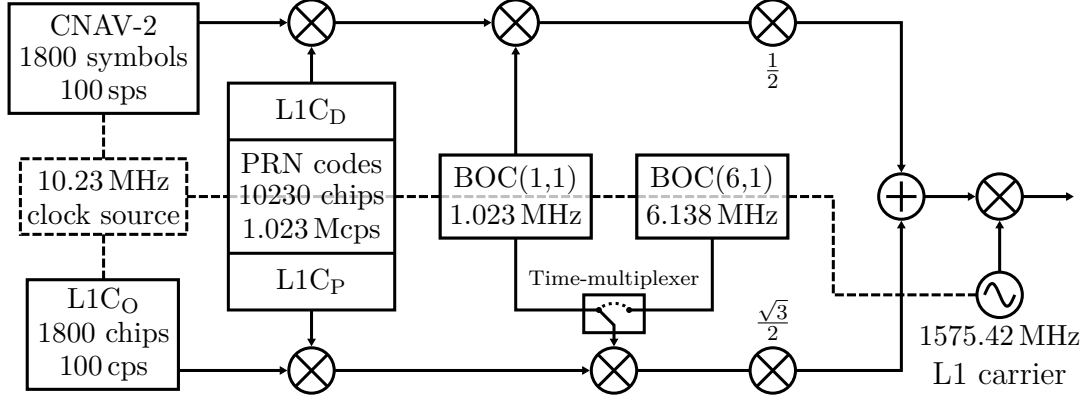 CNAV-2
1800 symbols
100 sps
1/2
L1C_D
PRN codes
10230 chips
1.023 Mcps
L1C_P
10.23 MHz
clock source
BOC(1,1)
1.023 MHz
BOC(6,1)
6.138 MHz
Time-multiplexer
L1C_O
1800 chips
100 cps
√3/2
1575.42 MHz
L1 carrier